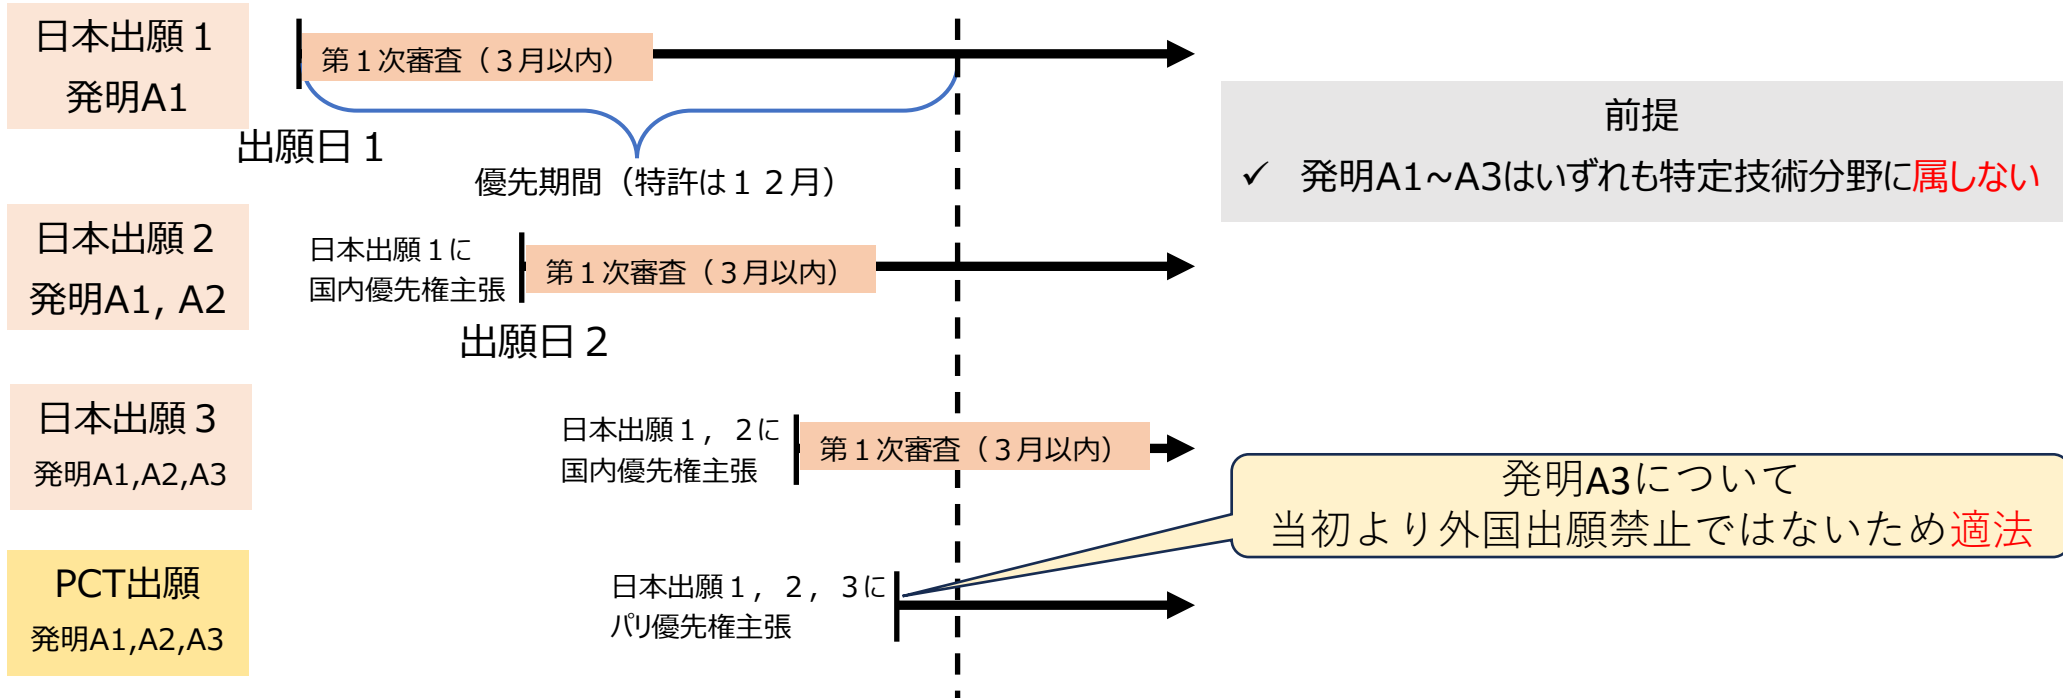 日本出願１
発明A1
第１次審査（３月以内）
出願日１
優先期間（特許は１２月）
前提
✓ 発明A1~A3はいずれも特定技術分野に属しない
日本出願２
発明A1, A2
日本出願１に
国内優先権主張
第１次審査（３月以内）
出願日２
日本出願３
発明A1,A2,A3
日本出願１，２に
国内優先権主張
第１次審査（３月以内）
発明A3について
当初より外国出願禁止ではないため適法
PCT出願
発明A1,A2,A3
日本出願１，２，３に
パリ優先権主張